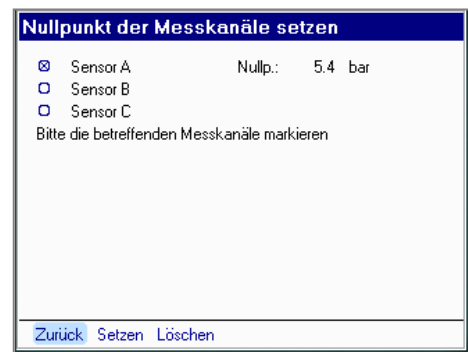 Nullpunkt der Messkanäle setzen
Sensor A Nullp.: 5.4 bar
Sensor B
Sensor C
Bitte die betreffenden Messkanäle markieren
Zurück Setzen Löschen